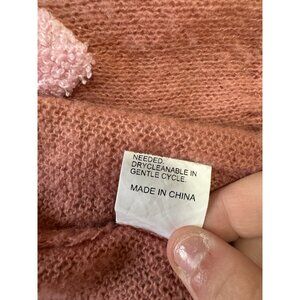 NEEDED.
DRYCLEANABLE IN
GENTLE CYCLE.
MADE IN CHINA